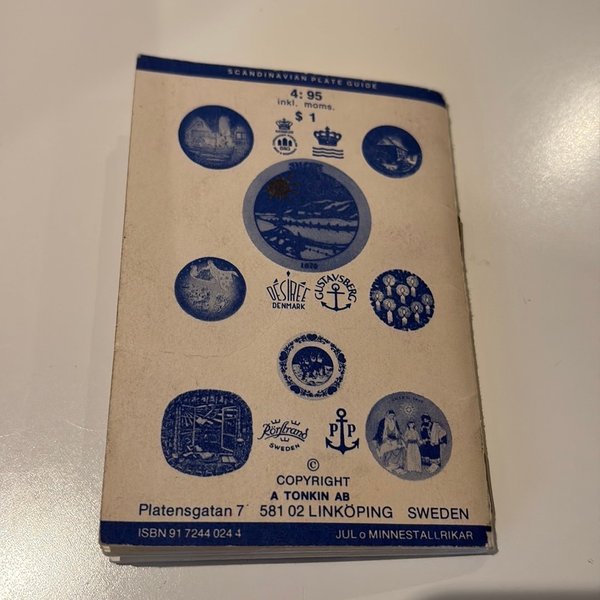 SCANDINAVIAN PLATE GUIDE
4:95
inkl. moms.
$ 1
DÉSIRÉE
DENMARK
GUSTAVSBERG
Rörstrand
SWEDEN
P P
©
COPYRIGHT
A TONKIN AB
Platensgatan 7 581 02 LINKÖPING SWEDEN
ISBN 91 7244 024 4 JUL o MINNESTALLRIKAR